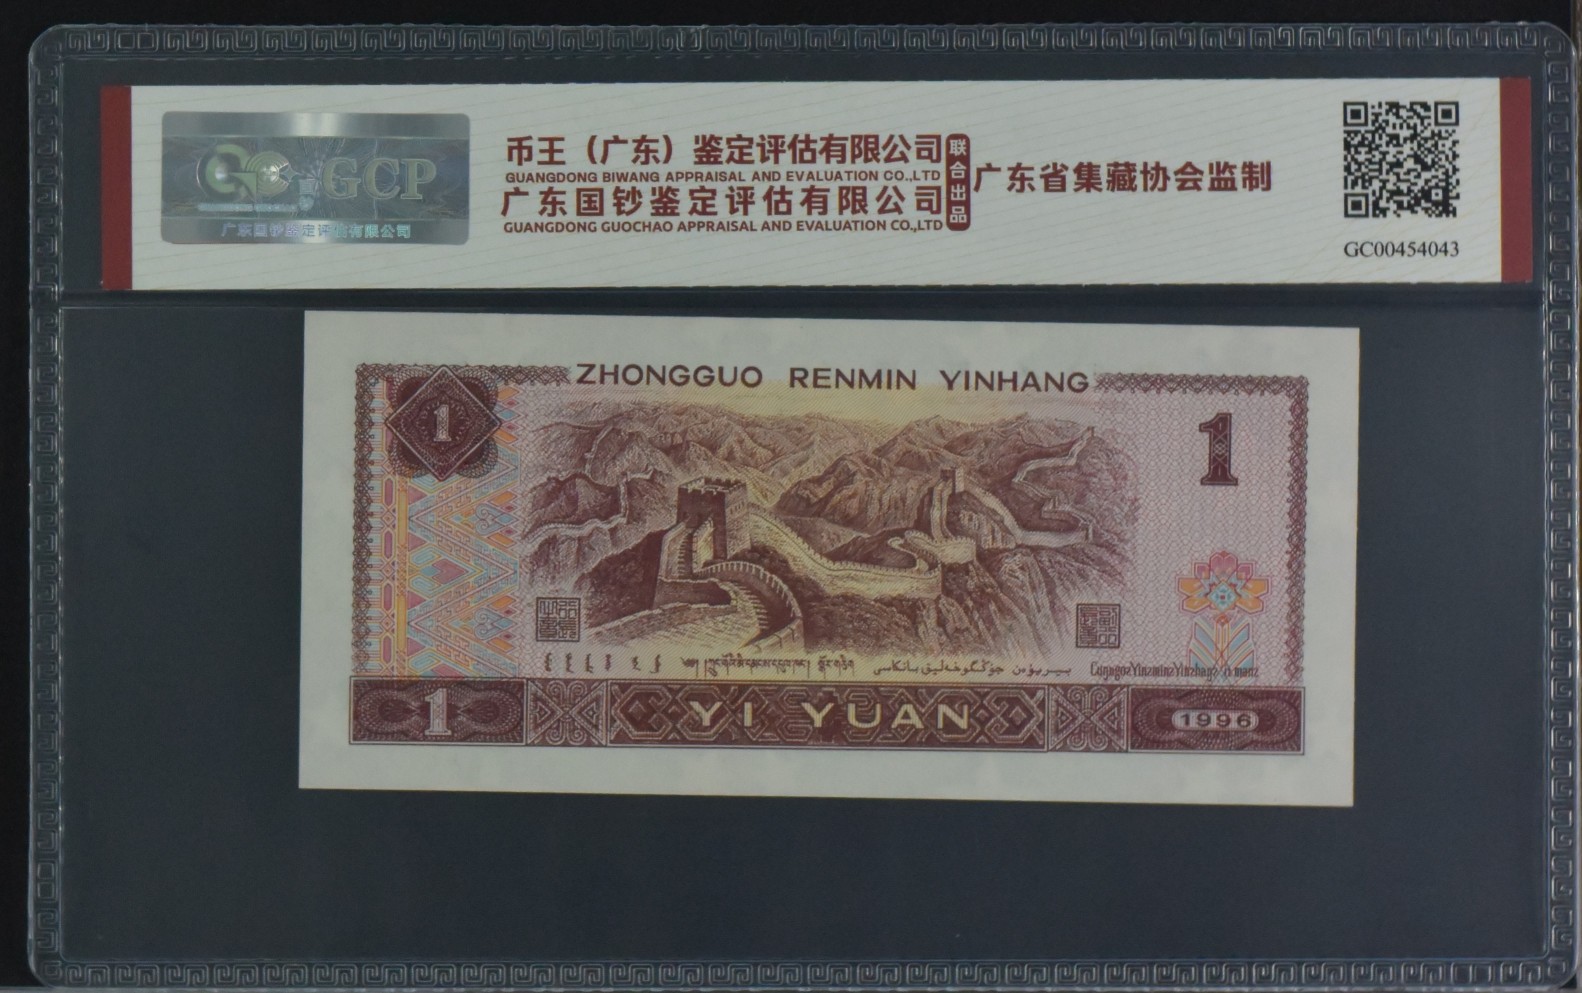 GCP
广东国钞鉴定评估有限公司
币王（广东）鉴定评估有限公司
GUANGDONG BIWANG APPRAISAL AND EVALUATION CO.,LTD
广东国钞鉴定评估有限公司
GUANGDONG GUOCHAO APPRAISAL AND EVALUATION CO.,LTD
联合出品
广东省集藏协会监制
GC00454043
ZHONGGUO RENMIN YINHANG
1
1
1
YI YUAN
1996